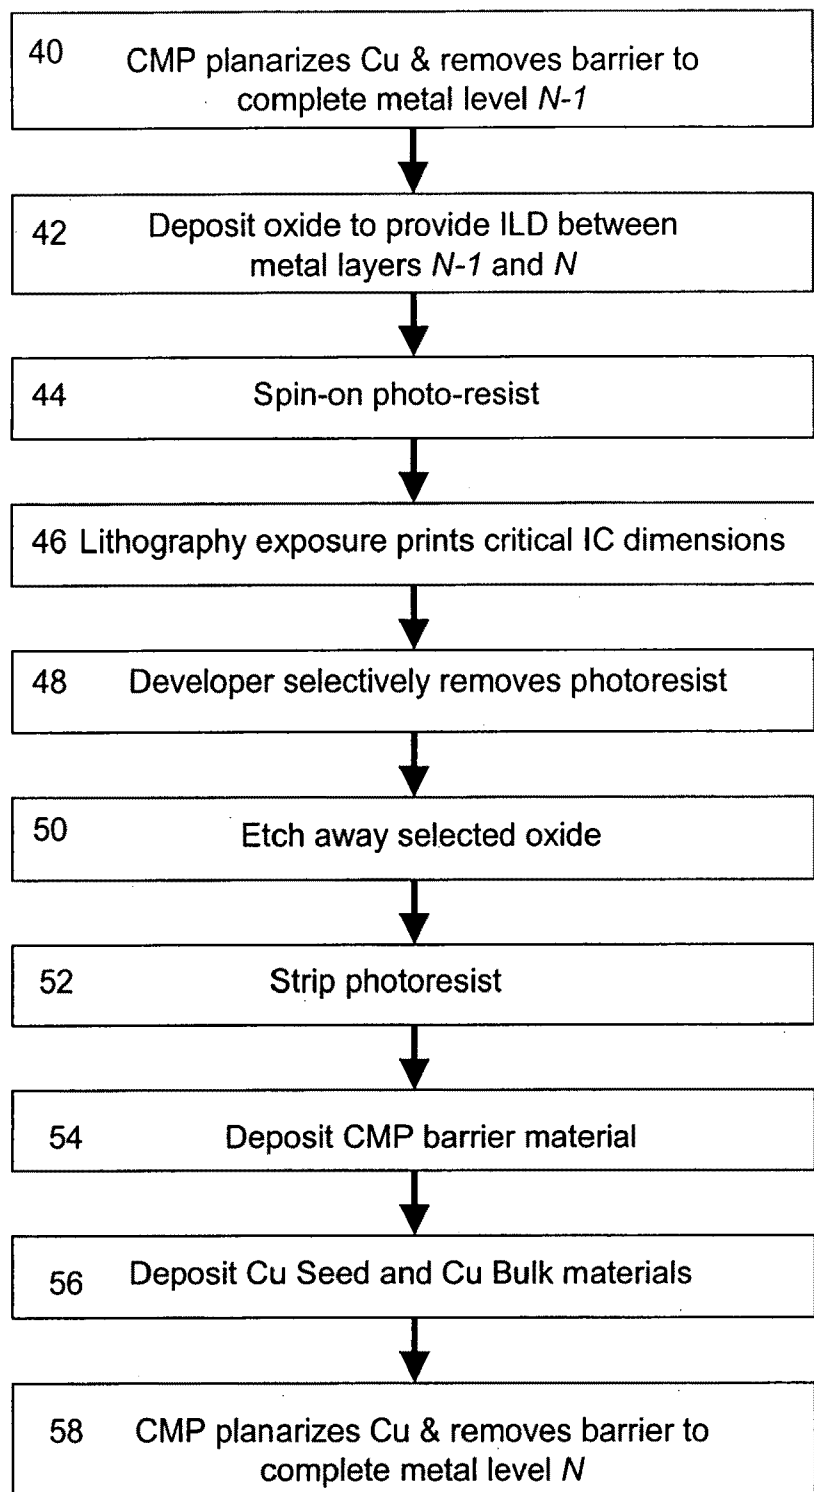 40 CMP planarizes Cu & removes barrier to
complete metal level N-1
42 Deposit oxide to provide ILD between
metal layers N-1 and N
44 Spin-on photo-resist
46 Lithography exposure prints critical IC dimensions
48 Developer selectively removes photoresist
50 Etch away selected oxide
52 Strip photoresist
54 Deposit CMP barrier material
56 Deposit Cu Seed and Cu Bulk materials
58 CMP planarizes Cu & removes barrier to
complete metal level N